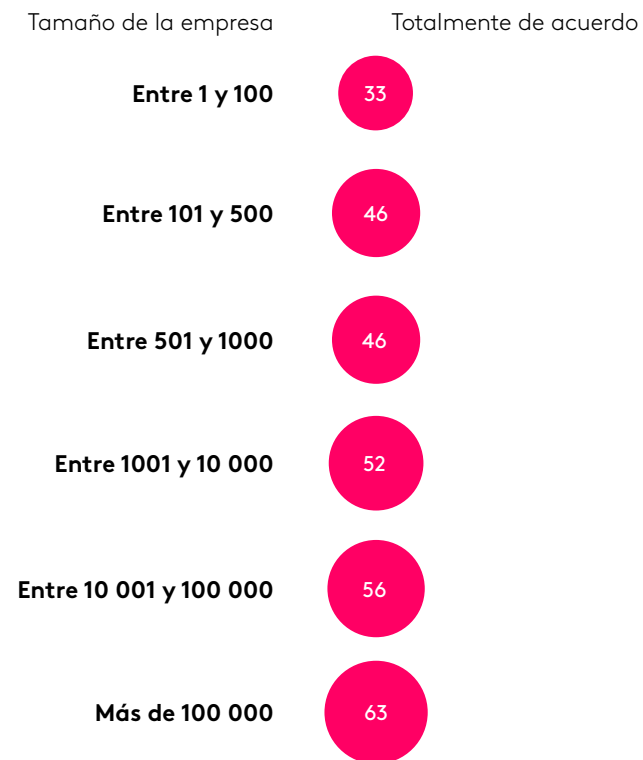 Tamaño de la empresa Totalmente de acuerdo
Entre 1 y 100 33
Entre 101 y 500 46
Entre 501 y 1000 46
Entre 1001 y 10 000 52
Entre 10 001 y 100 000 56
Más de 100 000 63